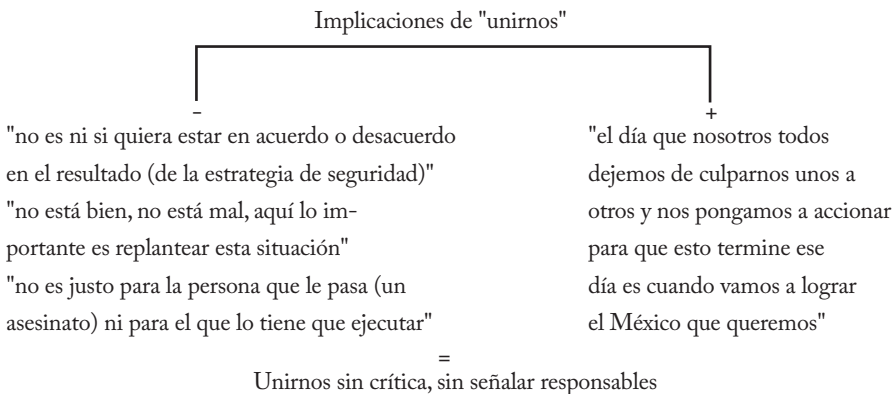 Implicaciones de "unirnos"
-
"no es ni si quiera estar en acuerdo o desacuerdo
en el resultado (de la estrategia de seguridad)"
"no está bien, no está mal, aquí lo im-
portante es replantear esta situación"
"no es justo para la persona que le pasa (un
asesinato) ni para el que lo tiene que ejecutar"
+
"el día que nosotros todos
dejemos de culparnos unos a
otros y nos pongamos a accionar
para que esto termine ese
día es cuando vamos a lograr
el México que queremos"
=
Unirnos sin crítica, sin señalar responsables